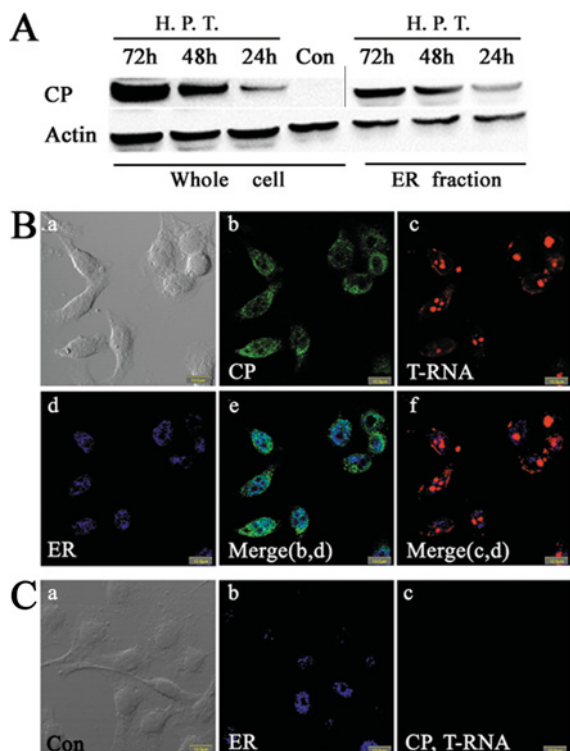 A
H. P. T. H. P. T.
72h 48h 24h Con 72h 48h 24h
CP
Actin
Whole cell ER fraction
B
a b c
CP T-RNA
d e f
ER Merge(b,d) Merge(c,d)
C
a b c
Con ER CP, T-RNA